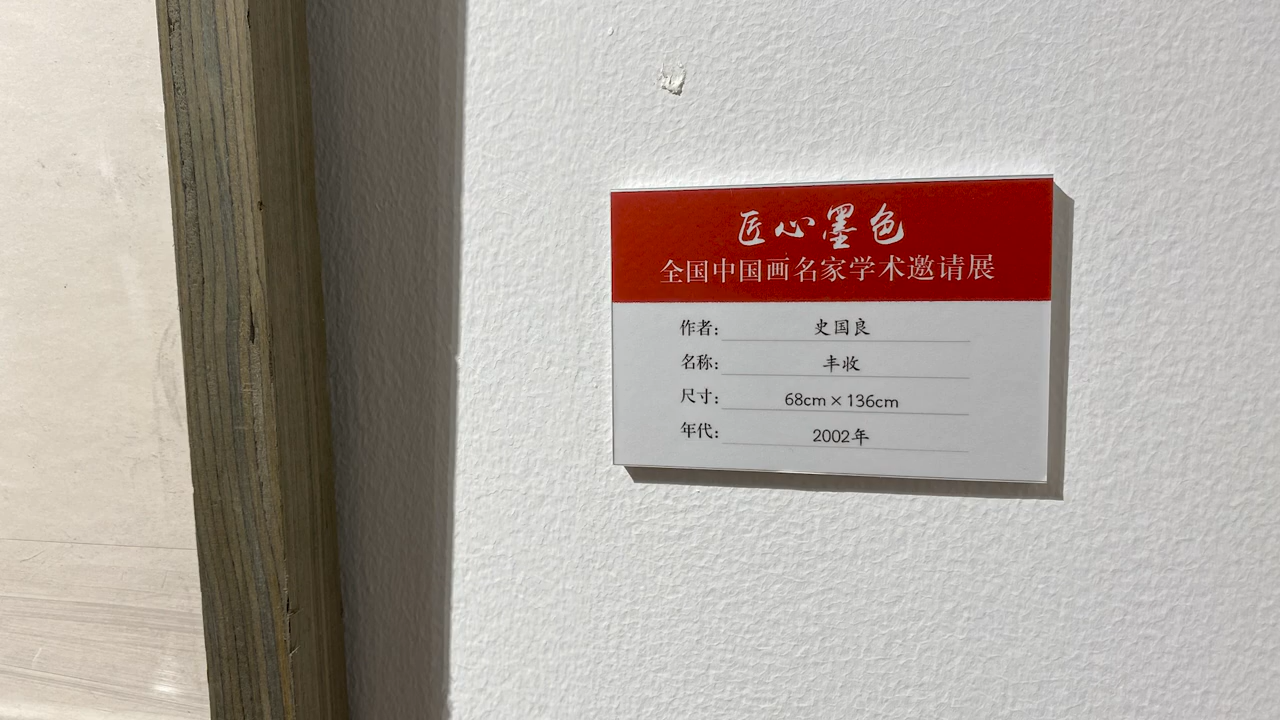 匠心墨色
全国中国画名家学术邀请展
作者： 史国良
名称： 丰收
尺寸： 68cm×136cm
年代： 2002年